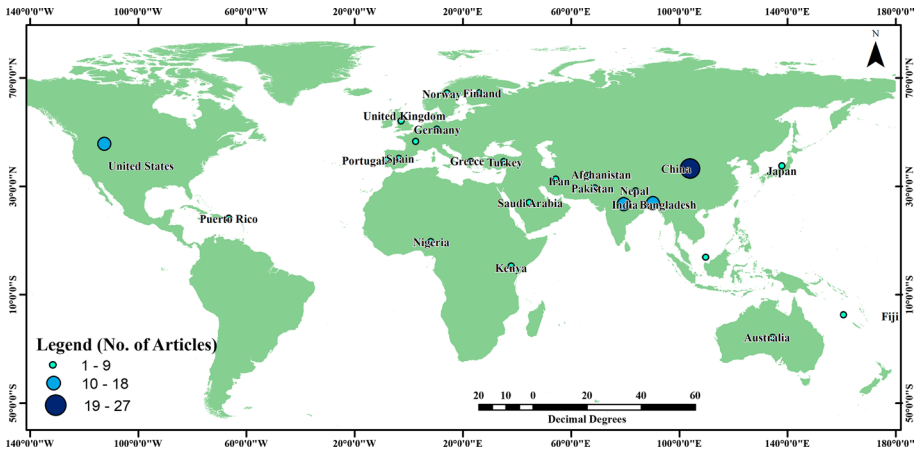 140°0'0"W 100°0'0"W 60°0'0"W 20°0'0"W 20°0'0"E 60°0'0"E 100°0'0"E 140°0'0"E 180°0'0"E
N
70°0'0"N 70°0'0"N
Norway Finland
United Kingdom
Germany
United States Portugal Spain Greece Turkey China Japan
Afghanistan
Iran
Pakistan Nepal
30°0'0"N 30°0'0"N
Saudi Arabia India Bangladesh
Puerto Rico
Nigeria
Kenya
10°0'0"S 10°0'0"S
Fiji
Australia
Legend (No. of Articles)
1 - 9
10 - 18
19 - 27
20 10 0 20 40 60
Decimal Degrees
50°0'0"S 50°0'0"S
140°0'0"W 100°0'0"W 60°0'0"W 20°0'0"W 20°0'0"E 60°0'0"E 100°0'0"E 140°0'0"E 180°0'0"E